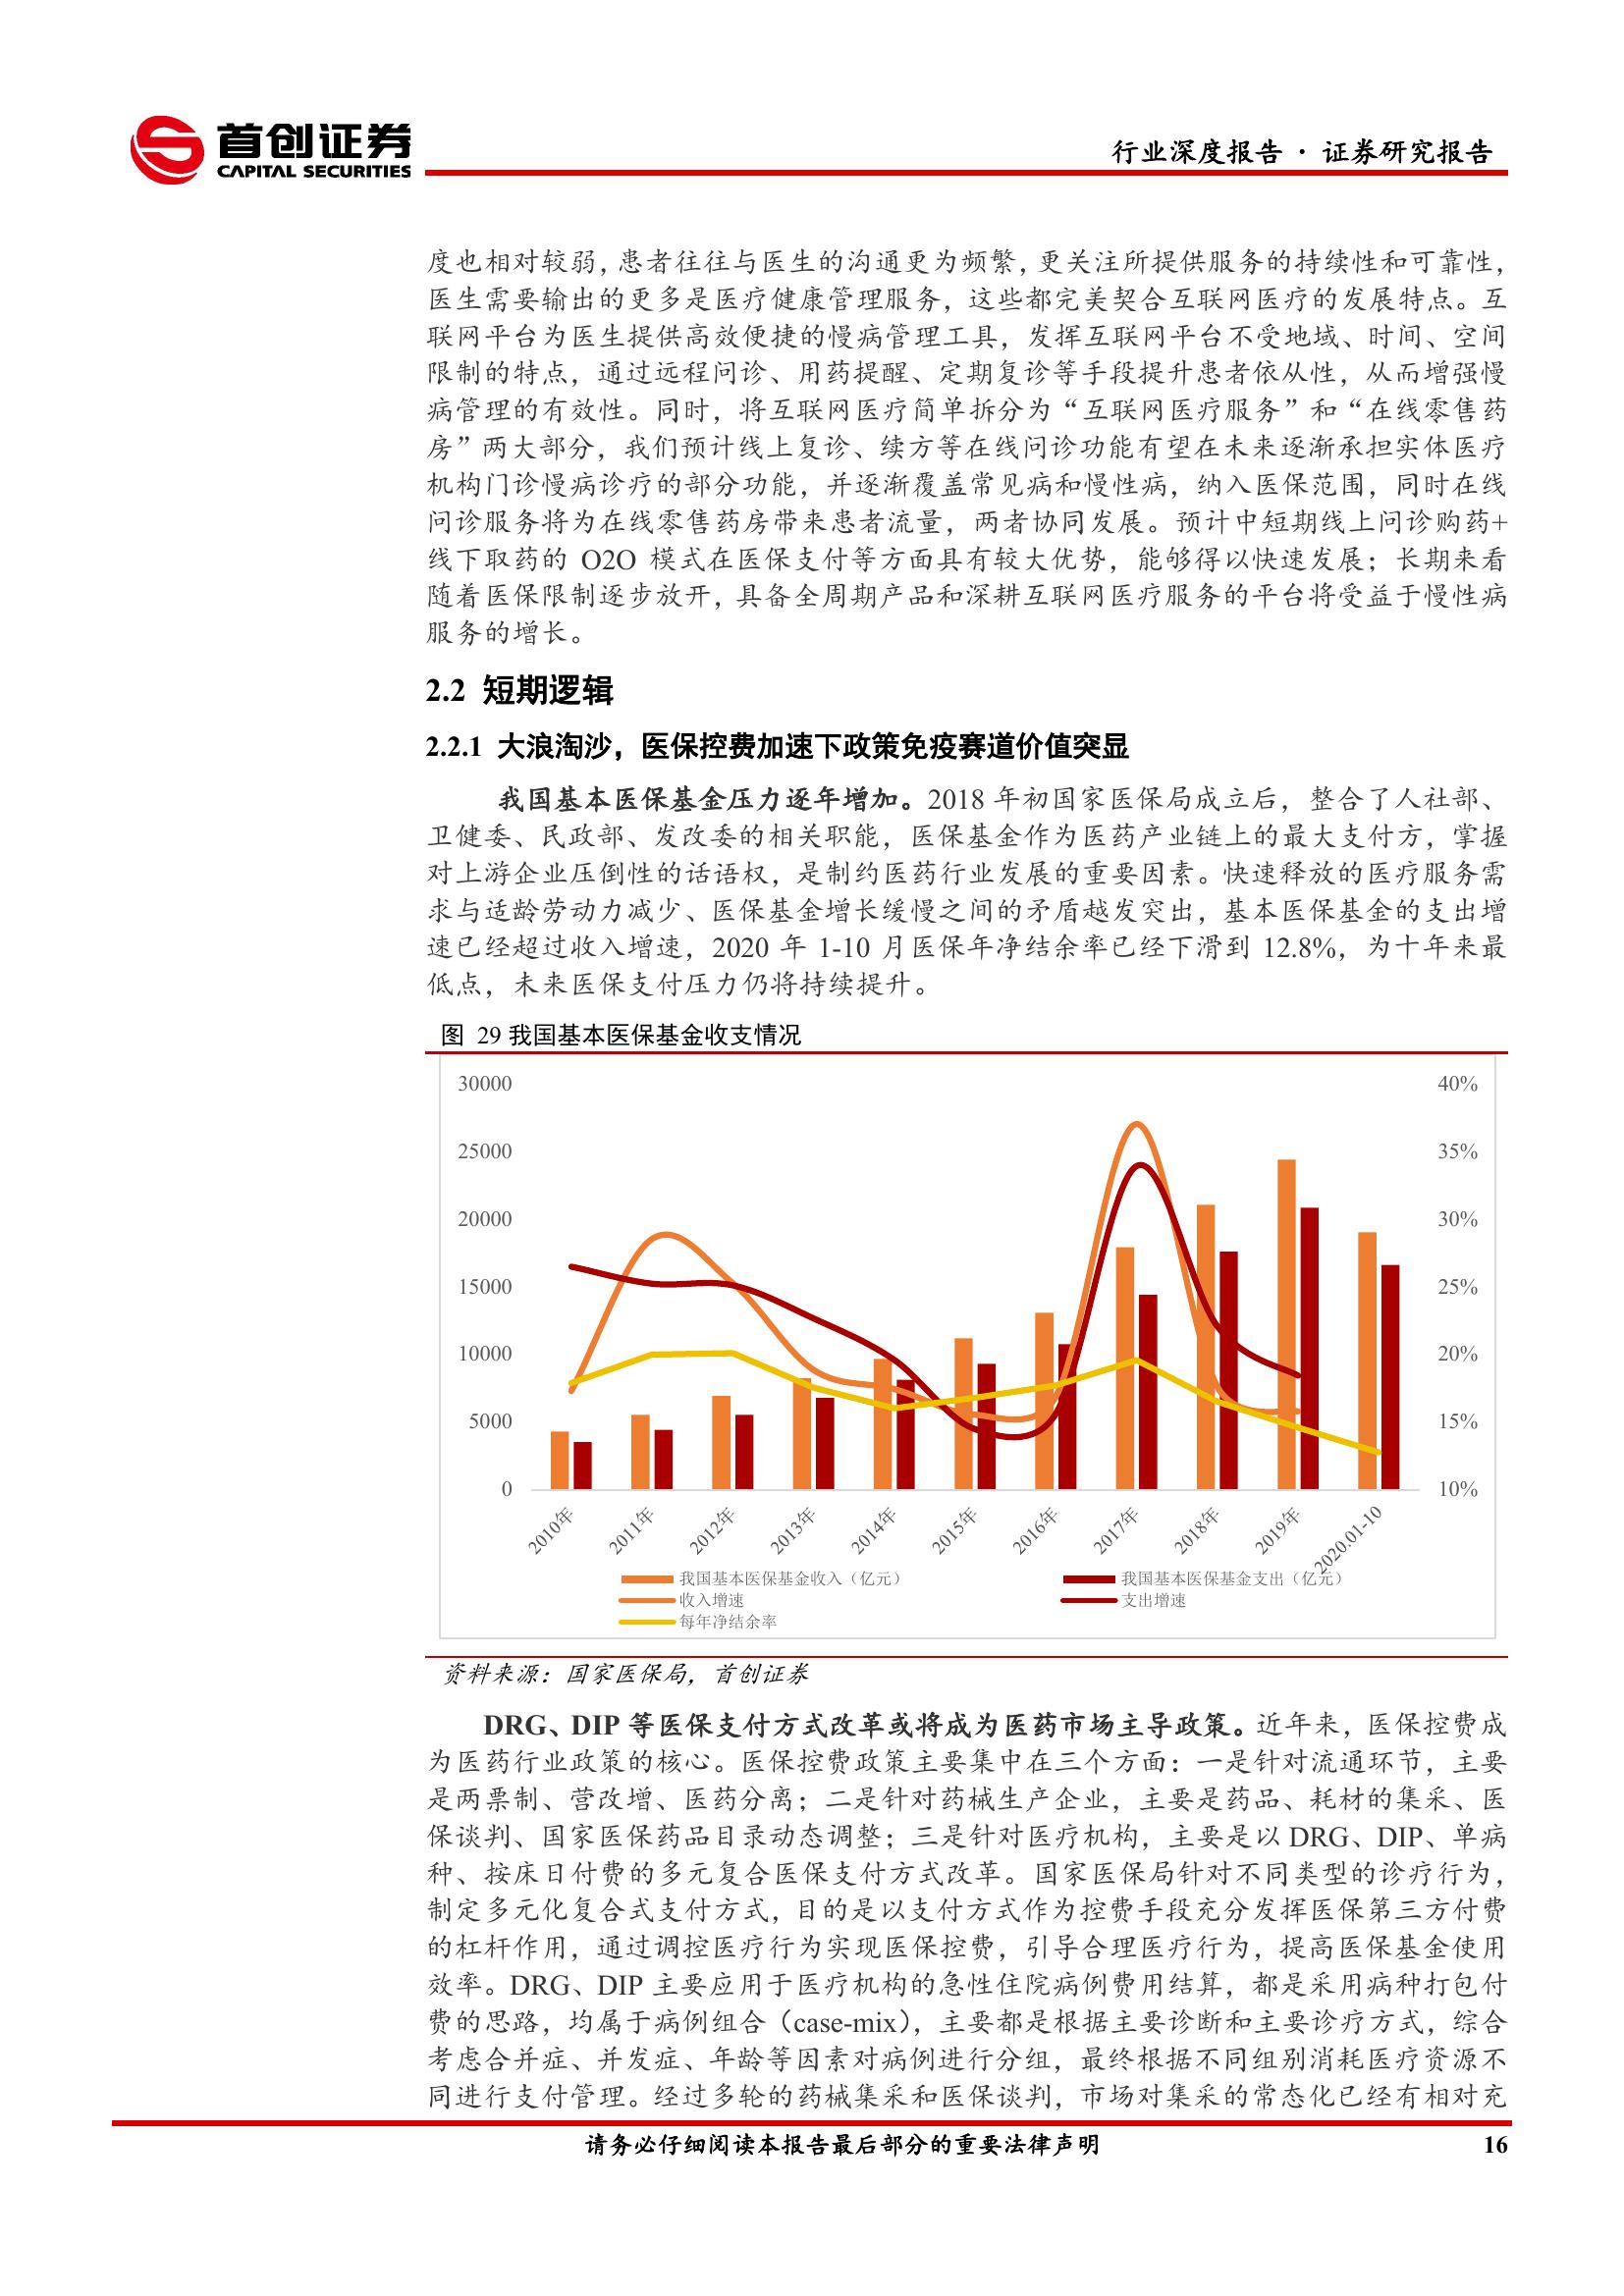 首创证券
CAPITAL SECURITIES
行业深度报告 · 证券研究报告
度也相对较弱，患者往往与医生的沟通更为频繁，更关注所提供服务的持续性和可靠性，
医生需要输出的更多是医疗健康管理服务，这些都完美契合互联网医疗的发展特点。互
联网平台为医生提供高效便捷的慢病管理工具，发挥互联网平台不受地域、时间、空间
限制的特点，通过远程问诊、用药提醒、定期复诊等手段提升患者依从性，从而增强慢
病管理的有效性。同时，将互联网医疗简单拆分为“互联网医疗服务”和“在线零售药
房”两大部分，我们预计线上复诊、续方等在线问诊功能有望在未来逐渐承担实体医疗
机构门诊慢病诊疗的部分功能，并逐渐覆盖常见病和慢性病，纳入医保范围，同时在线
问诊服务将为在线零售药房带来患者流量，两者协同发展。预计中短期线上问诊购药+
线下取药的 O2O 模式在医保支付等方面具有较大优势，能够得以快速发展；长期来看
随着医保限制逐步放开，具备全周期产品和深耕互联网医疗服务的平台将受益于慢性病
服务的增长。
2.2 短期逻辑
2.2.1 大浪淘沙，医保控费加速下政策免疫赛道价值突显
我国基本医保基金压力逐年增加。2018 年初国家医保局成立后，整合了人社部、
卫健委、民政部、发改委的相关职能，医保基金作为医药产业链上的最大支付方，掌握
对上游企业压倒性的话语权，是制约医药行业发展的重要因素。快速释放的医疗服务需
求与适龄劳动力减少、医保基金增长缓慢之间的矛盾越发突出，基本医保基金的支出增
速已经超过收入增速，2020 年 1-10 月医保年净结余率已经下滑到 12.8%，为十年来最
低点，未来医保支付压力仍将持续提升。
图 29 我国基本医保基金收支情况
30000 40%
25000 35%
20000 30%
15000 25%
10000 20%
5000 15%
0 10%
2010年 2011年 2012年 2013年 2014年 2015年 2016年 2017年 2018年 2019年 2020.01-10
我国基本医保基金收入（亿元） 我国基本医保基金支出（亿元）
收入增速 支出增速
每年净结余率
资料来源：国家医保局，首创证券
DRG、DIP 等医保支付方式改革或将成为医药市场主导政策。近年来，医保控费成
为医药行业政策的核心。医保控费政策主要集中在三个方面：一是针对流通环节，主要
是两票制、营改增、医药分离；二是针对药械生产企业，主要是药品、耗材的集采、医
保谈判、国家医保药品目录动态调整；三是针对医疗机构，主要是以 DRG、DIP、单病
种、按床日付费的多元复合医保支付方式改革。国家医保局针对不同类型的诊疗行为，
制定多元化复合式支付方式，目的是以支付方式作为控费手段充分发挥医保第三方付费
的杠杆作用，通过调控医疗行为实现医保控费，引导合理医疗行为，提高医保基金使用
效率。DRG、DIP 主要应用于医疗机构的急性住院病例费用结算，都是采用病种打包付
费的思路，均属于病例组合（case-mix），主要都是根据主要诊断和主要诊疗方式，综合
考虑合并症、并发症、年龄等因素对病例进行分组，最终根据不同组别消耗医疗资源不
同进行支付管理。经过多轮的药械集采和医保谈判，市场对集采的常态化已经有相对充
请务必仔细阅读本报告最后部分的重要法律声明 16